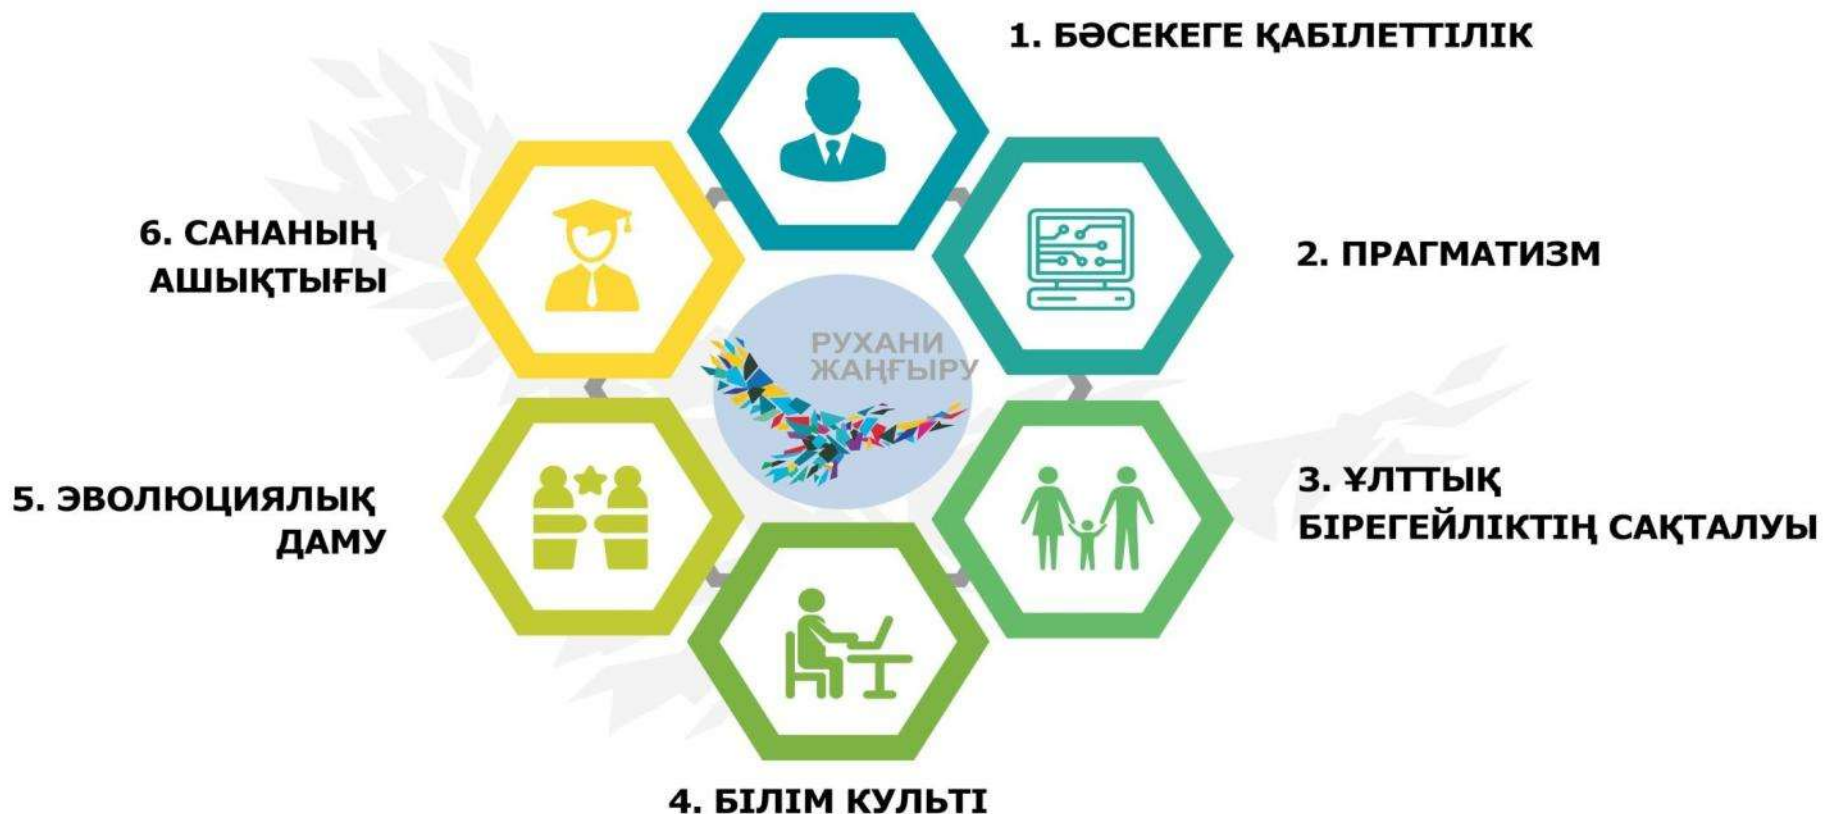 1. БӘСЕКЕГЕ ҚАБІЛЕТТІЛІК
2. ПРАГМАТИЗМ
3. ҰЛТТЫҚ
БІРЕГЕЙЛІКТІҢ САҚТАЛУЫ
4. БІЛІМ КУЛЬТІ
5. ЭВОЛЮЦИЯЛЫҚ
ДАМУ
6. САНАНЫҢ
АШЫҚТЫҒЫ
РУХАНИ
ЖАҢҒЫРУ